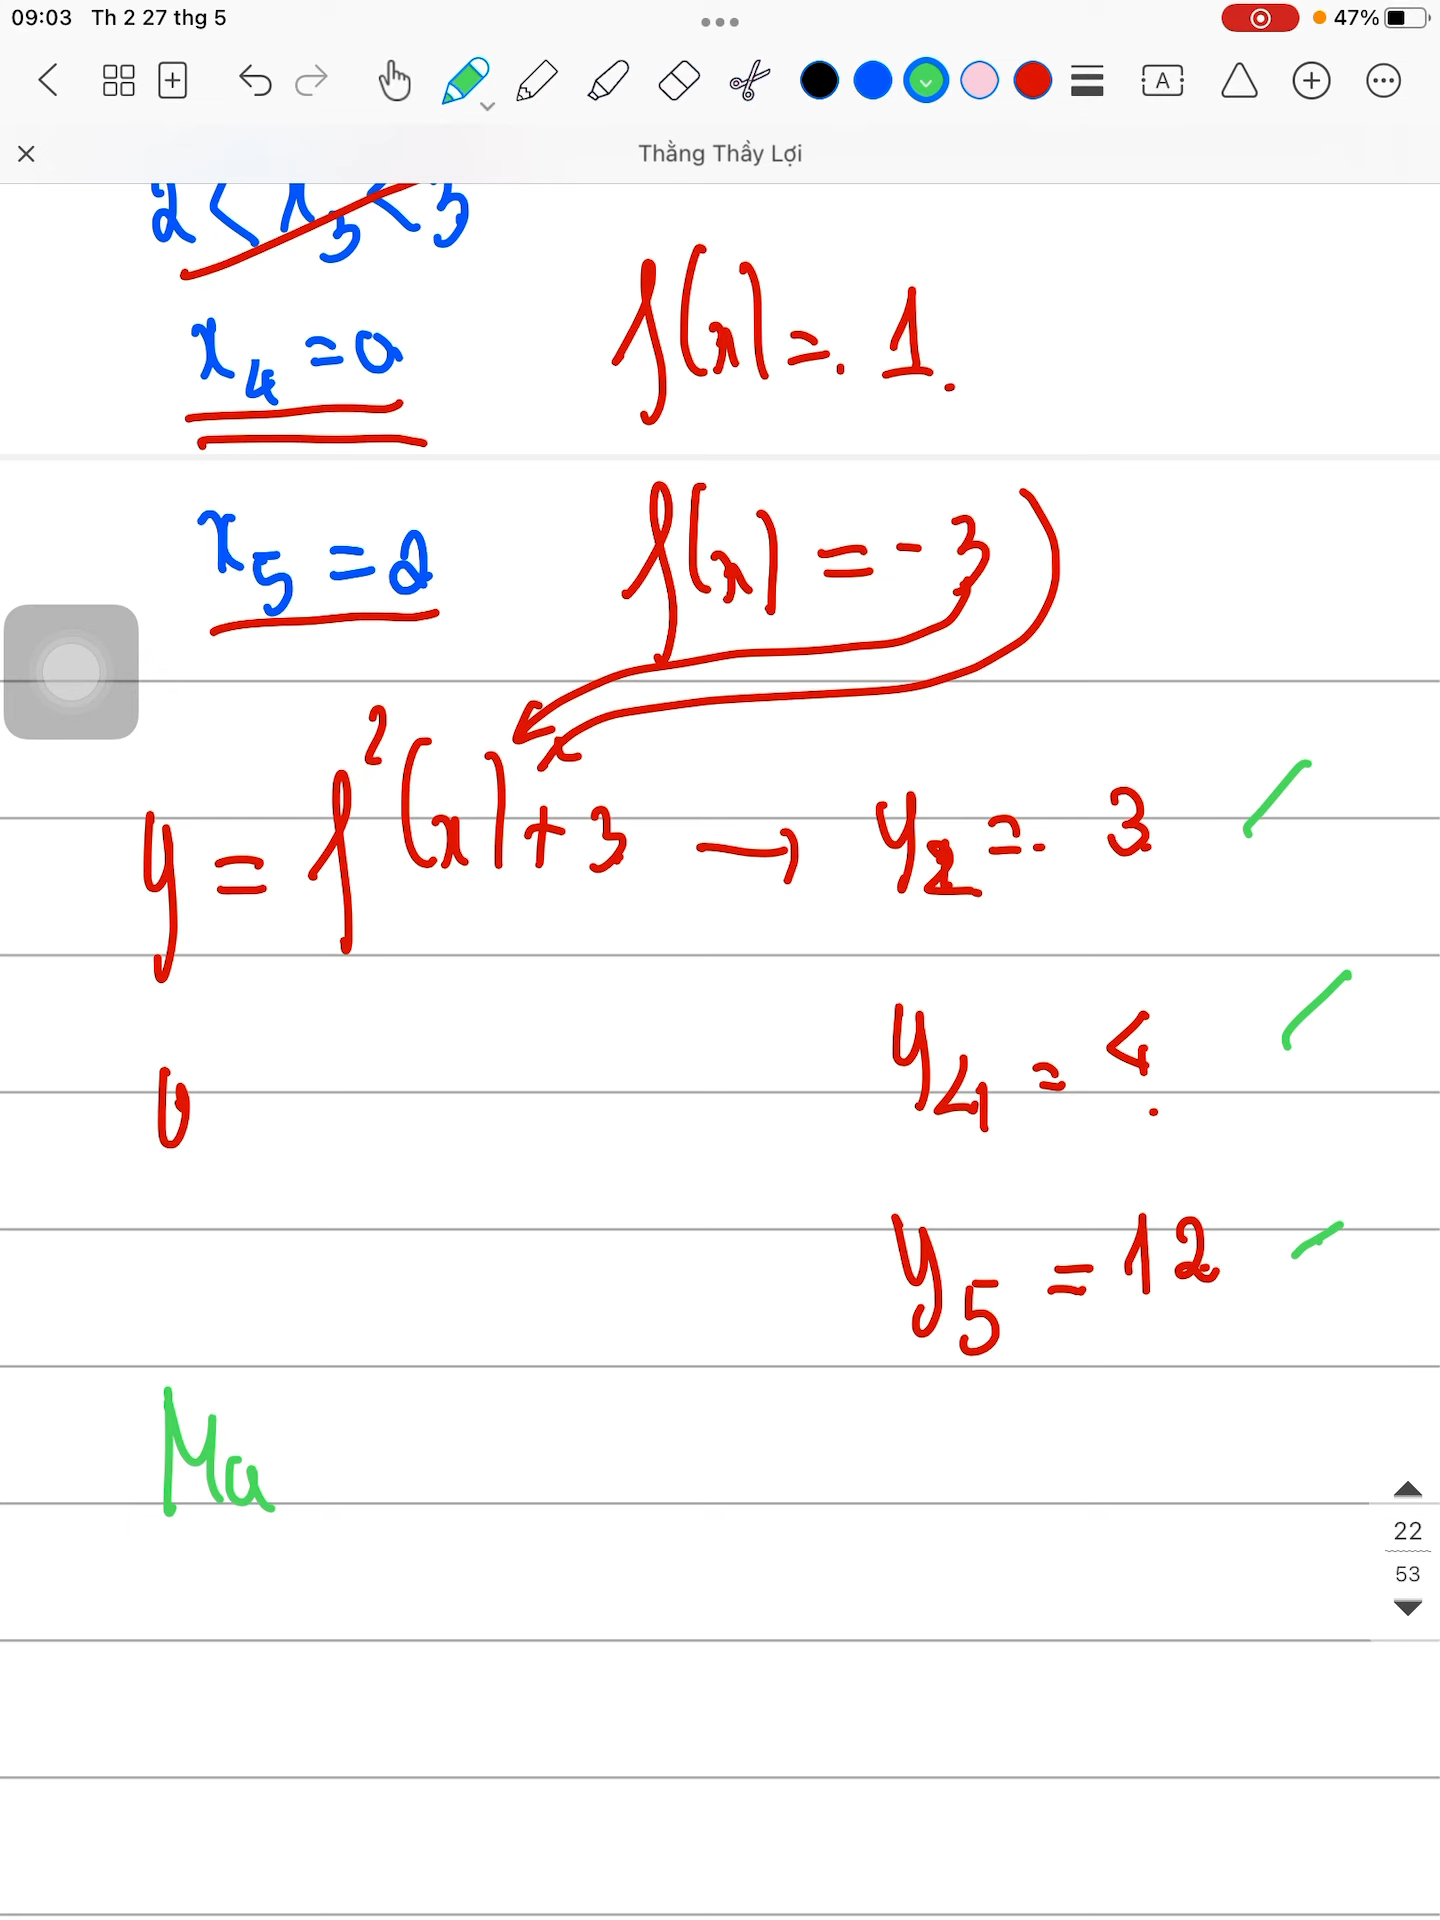 09:03 Th 2 27 thg 5 47%
A
Thằng Thầy Lợi
2 < x₃ < 3
x₄ = 0 f(x) = 1.
x₅ = 2 f(x) = -3
y = f²(x) + 3 → y₂ = 3
y₄ = 4
0
y₅ = 12
Ma
22
53